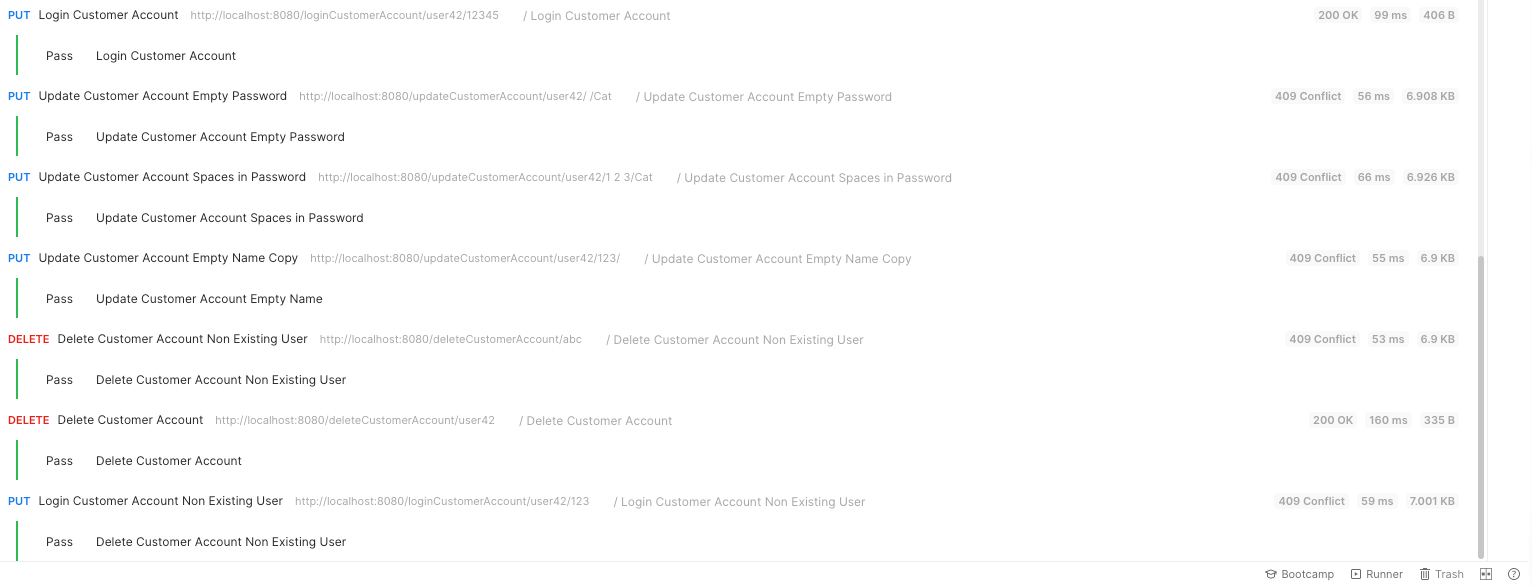 PUT Login Customer Account http://localhost:8080/loginCustomerAccount/user42/12345 / Login Customer Account 200 OK 99 ms 406 B
Pass Login Customer Account
PUT Update Customer Account Empty Password http://localhost:8080/updateCustomerAccount/user42/ /Cat / Update Customer Account Empty Password 409 Conflict 56 ms 6.908 KB
Pass Update Customer Account Empty Password
PUT Update Customer Account Spaces in Password http://localhost:8080/updateCustomerAccount/user42/1 2 3/Cat / Update Customer Account Spaces in Password 409 Conflict 66 ms 6.926 KB
Pass Update Customer Account Spaces in Password
PUT Update Customer Account Empty Name Copy http://localhost:8080/updateCustomerAccount/user42/123/ / Update Customer Account Empty Name Copy 409 Conflict 55 ms 6.9 KB
Pass Update Customer Account Empty Name
DELETE Delete Customer Account Non Existing User http://localhost:8080/deleteCustomerAccount/abc / Delete Customer Account Non Existing User 409 Conflict 53 ms 6.9 KB
Pass Delete Customer Account Non Existing User
DELETE Delete Customer Account http://localhost:8080/deleteCustomerAccount/user42 / Delete Customer Account 200 OK 160 ms 335 B
Pass Delete Customer Account
PUT Login Customer Account Non Existing User http://localhost:8080/loginCustomerAccount/user42/123 / Login Customer Account Non Existing User 409 Conflict 59 ms 7.001 KB
Pass Delete Customer Account Non Existing User
Bootcamp Runner Trash